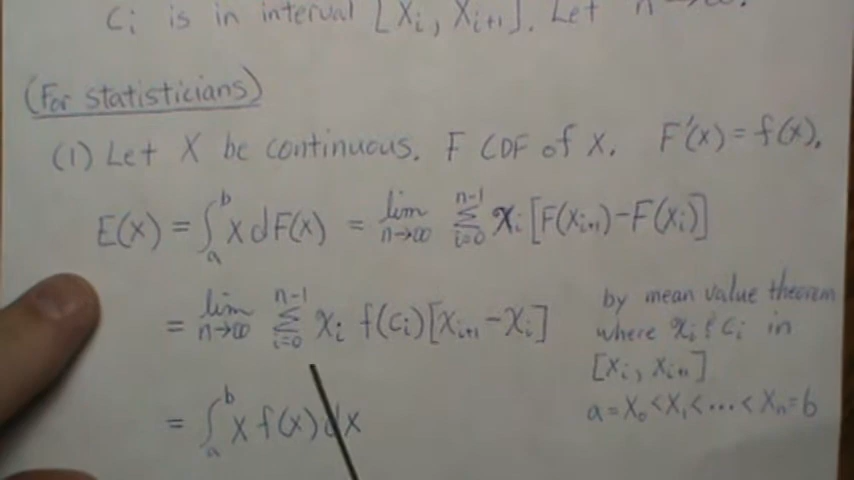 Ci is in interval [Xi, Xi+1]. Let n→∞.
(For statisticians)
(1) Let X be continuous. F CDF of X. F'(x) = f(x).
E(X) = ∫_a^b x dF(x) = lim_{n→∞} Σ_{i=0}^{n-1} xi [F(xi+1) - F(xi)]
= lim_{n→∞} Σ_{i=0}^{n-1} xi f(ci)[xi+1 - xi]
by mean value theorem
where xi & ci in
[xi, xi+1]
a = x0 < x1 < ... < xn = b
= ∫_a^b x f(x) dx